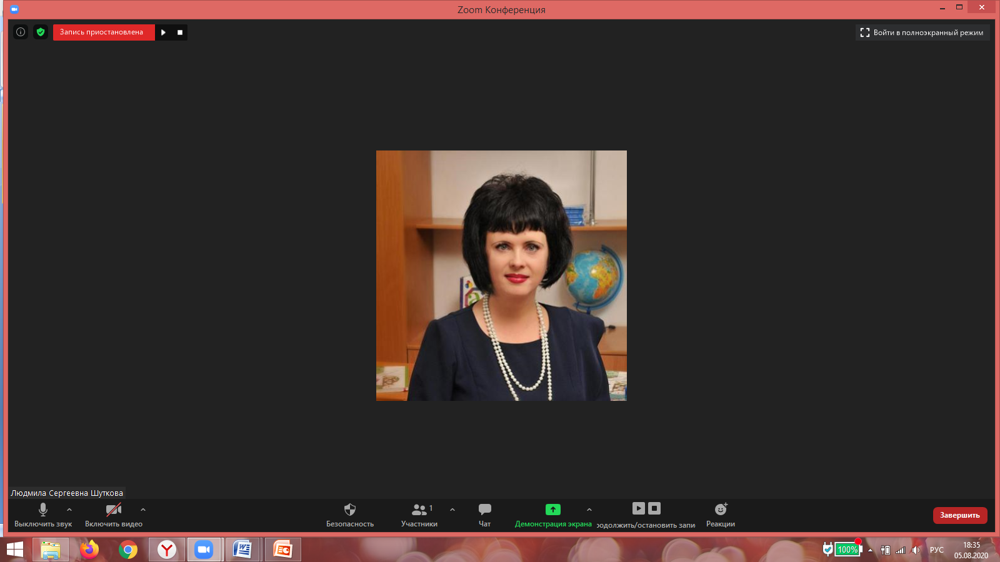 Zoom Конференция
Запись приостановлена
Войти в полноэкранный режим
Людмила Сергеевна Шуткова
Выключить звук
Включить видео
Безопасность
1
Участники
Чат
Демонстрация экрана
родолжить/остановить запи
Реакции
Завершить
100%
РУС
18:35
05.08.2020